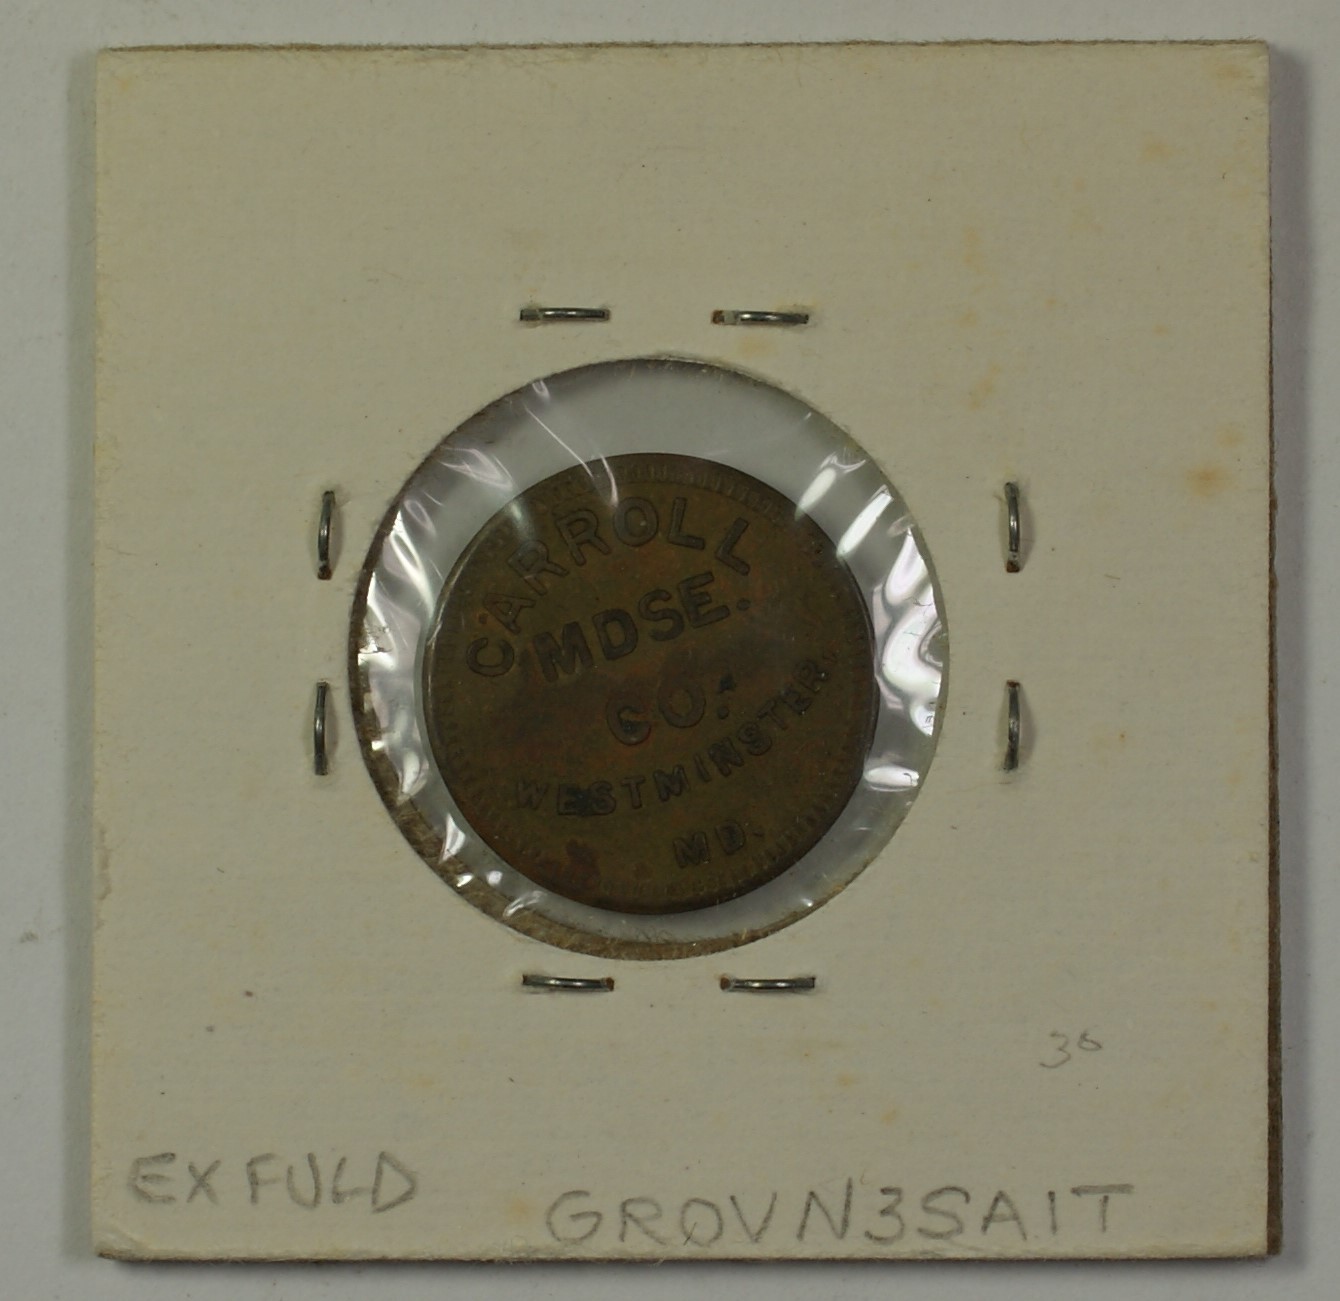 CARROLL
MDSE.
CO.
WESTMINSTER,
MD.
30
EX FULD
GROVN3SAIT